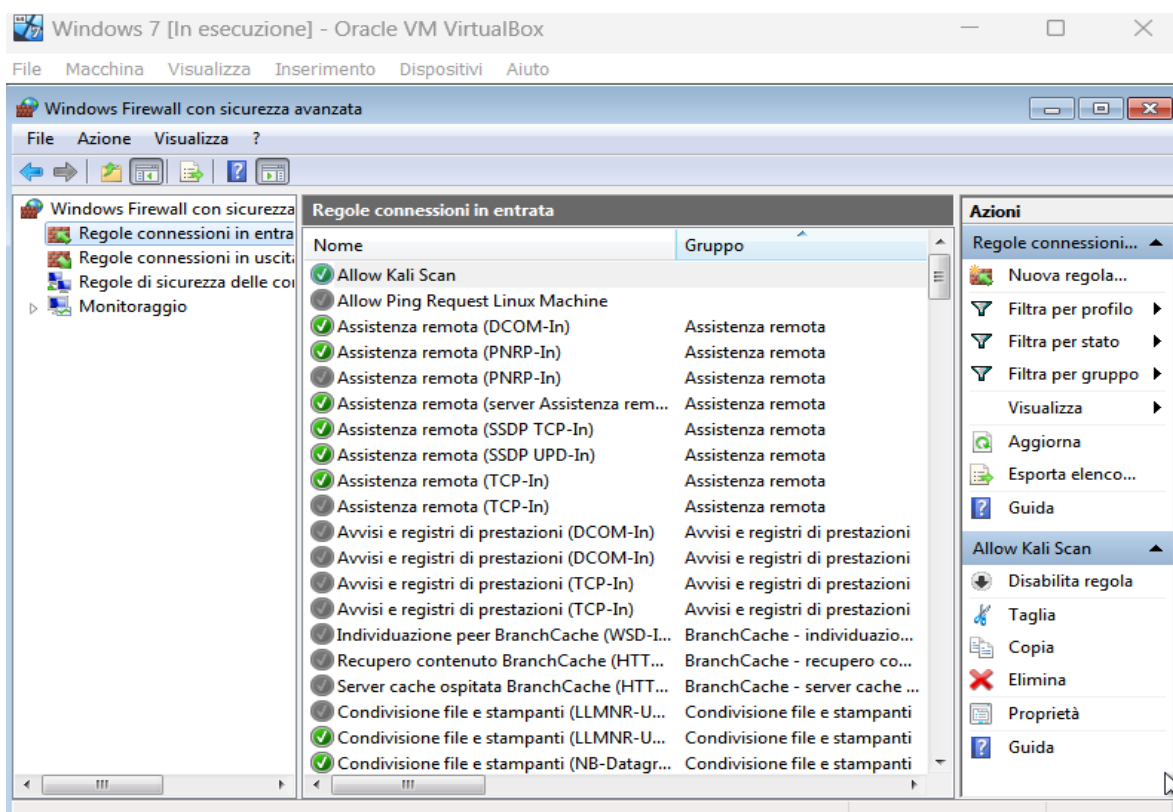 Windows 7 [In esecuzione] - Oracle VM VirtualBox
File Macchina Visualizza Inserimento Dispositivi Aiuto
Windows Firewall con sicurezza avanzata
File Azione Visualizza ?
Windows Firewall con sicurezza
Regole connessioni in entra
Regole connessioni in uscit
Regole di sicurezza delle co
Monitoraggio
Regole connessioni in entrata
Nome Gruppo
Allow Kali Scan
Allow Ping Request Linux Machine
Assistenza remota (DCOM-In) Assistenza remota
Assistenza remota (PNRP-In) Assistenza remota
Assistenza remota (PNRP-In) Assistenza remota
Assistenza remota (server Assistenza rem... Assistenza remota
Assistenza remota (SSDP TCP-In) Assistenza remota
Assistenza remota (SSDP UPD-In) Assistenza remota
Assistenza remota (TCP-In) Assistenza remota
Assistenza remota (TCP-In) Assistenza remota
Avvisi e registri di prestazioni (DCOM-In) Avvisi e registri di prestazioni
Avvisi e registri di prestazioni (DCOM-In) Avvisi e registri di prestazioni
Avvisi e registri di prestazioni (TCP-In) Avvisi e registri di prestazioni
Avvisi e registri di prestazioni (TCP-In) Avvisi e registri di prestazioni
Individuazione peer BranchCache (WSD-I... BranchCache - individuazio...
Recupero contenuto BranchCache (HTT... BranchCache - recupero co...
Server cache ospitata BranchCache (HTT... BranchCache - server cache ...
Condivisione file e stampanti (LLMNR-U... Condivisione file e stampanti
Condivisione file e stampanti (LLMNR-U... Condivisione file e stampanti
Condivisione file e stampanti (NB-Datagr... Condivisione file e stampanti
Azioni
Regole connessioni...
Nuova regola...
Filtra per profilo
Filtra per stato
Filtra per gruppo
Visualizza
Aggiorna
Esporta elenco...
Guida
Allow Kali Scan
Disabilita regola
Taglia
Copia
Elimina
Proprietà
Guida